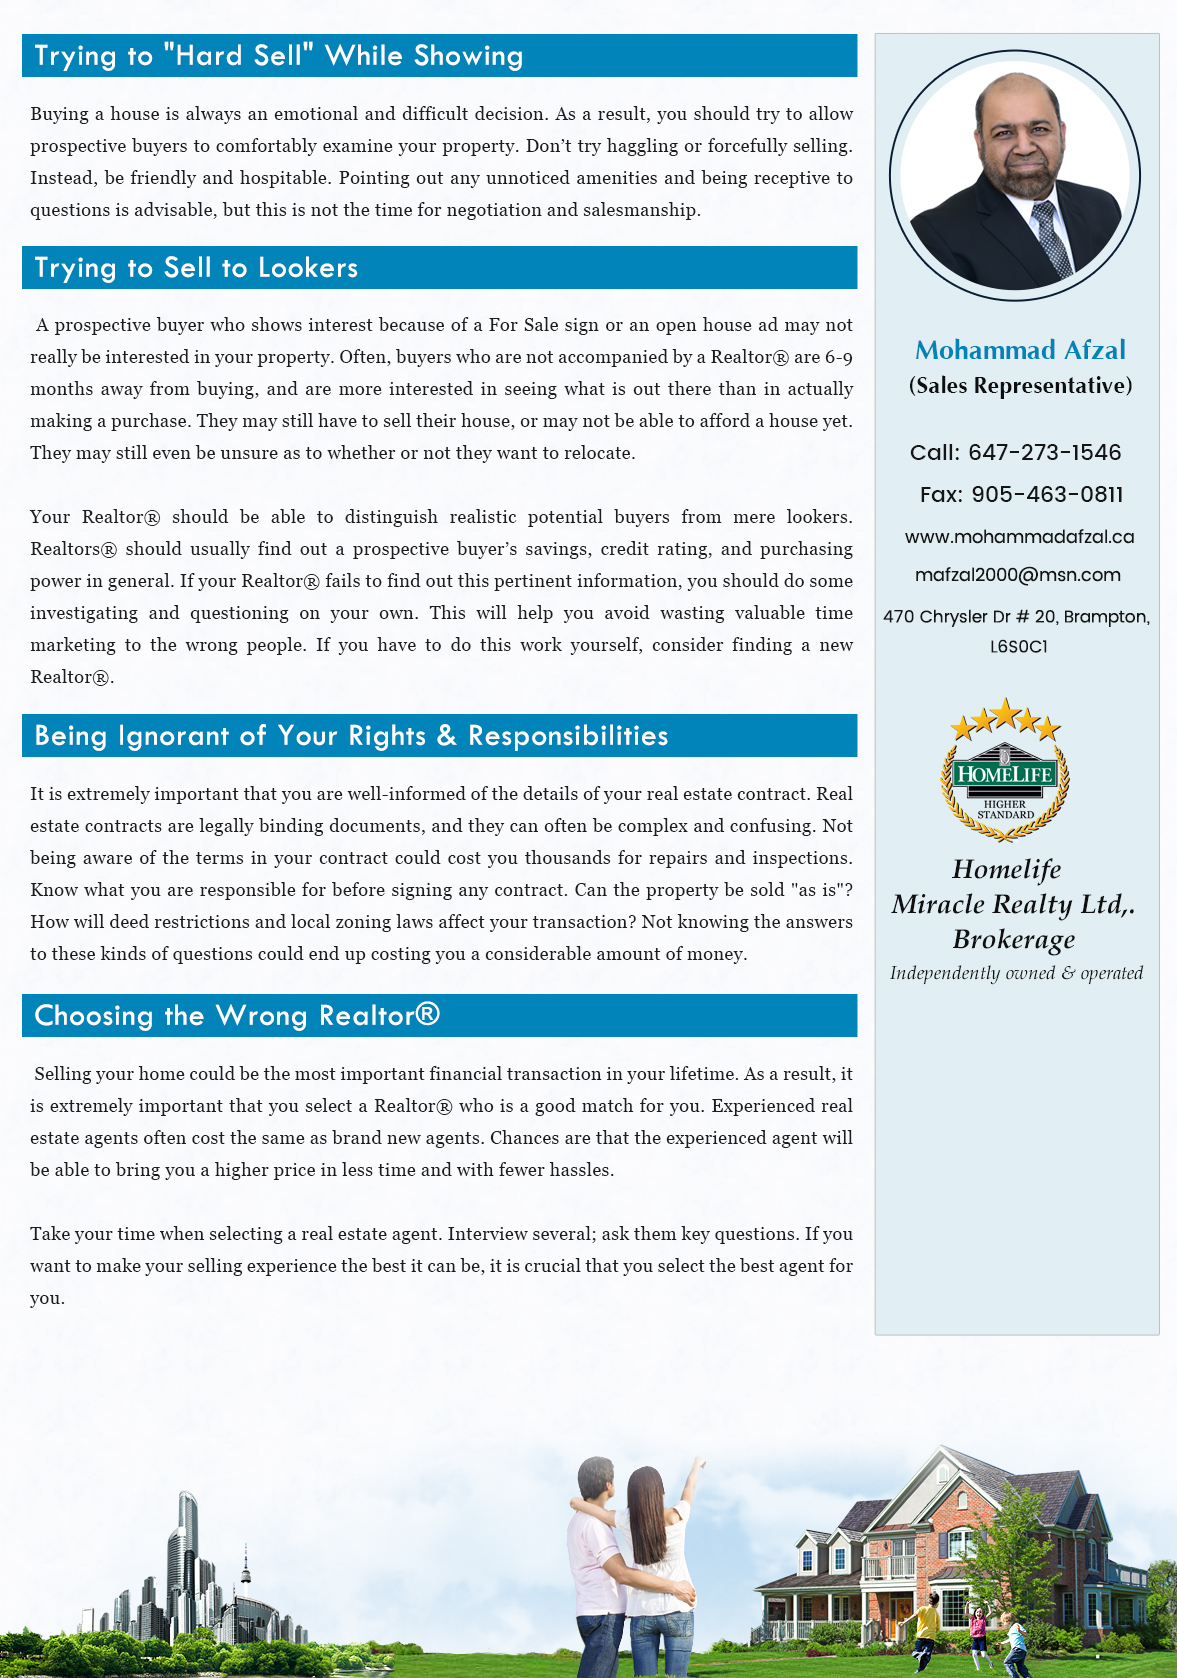 Trying to "Hard Sell" While Showing
Buying a house is always an emotional and difficult decision. As a result, you should try to allow
prospective buyers to comfortably examine your property. Don’t try haggling or forcefully selling.
Instead, be friendly and hospitable. Pointing out any unnoticed amenities and being receptive to
questions is advisable, but this is not the time for negotiation and salesmanship.
Trying to Sell to Lookers
A prospective buyer who shows interest because of a For Sale sign or an open house ad may not
really be interested in your property. Often, buyers who are not accompanied by a Realtor® are 6-9
months away from buying, and are more interested in seeing what is out there than in actually
making a purchase. They may still have to sell their house, or may not be able to afford a house yet.
They may still even be unsure as to whether or not they want to relocate.
Your Realtor® should be able to distinguish realistic potential buyers from mere lookers.
Realtors® should usually find out a prospective buyer’s savings, credit rating, and purchasing
power in general. If your Realtor® fails to find out this pertinent information, you should do some
investigating and questioning on your own. This will help you avoid wasting valuable time
marketing to the wrong people. If you have to do this work yourself, consider finding a new
Realtor®.
Being Ignorant of Your Rights & Responsibilities
It is extremely important that you are well-informed of the details of your real estate contract. Real
estate contracts are legally binding documents, and they can often be complex and confusing. Not
being aware of the terms in your contract could cost you thousands for repairs and inspections.
Know what you are responsible for before signing any contract. Can the property be sold "as is"?
How will deed restrictions and local zoning laws affect your transaction? Not knowing the answers
to these kinds of questions could end up costing you a considerable amount of money.
Choosing the Wrong Realtor®
Selling your home could be the most important financial transaction in your lifetime. As a result, it
is extremely important that you select a Realtor® who is a good match for you. Experienced real
estate agents often cost the same as brand new agents. Chances are that the experienced agent will
be able to bring you a higher price in less time and with fewer hassles.
Take your time when selecting a real estate agent. Interview several; ask them key questions. If you
want to make your selling experience the best it can be, it is crucial that you select the best agent for
you.
Mohammad Afzal
(Sales Representative)
Call: 647-273-1546
Fax: 905-463-0811
www.mohammadafzal.ca
mafzal2000@msn.com
470 Chrysler Dr # 20, Brampton,
L6S0C1
HOMELIFE
HIGHER
STANDARD
Homelife
Miracle Realty Ltd,.
Brokerage
Independently owned & operated